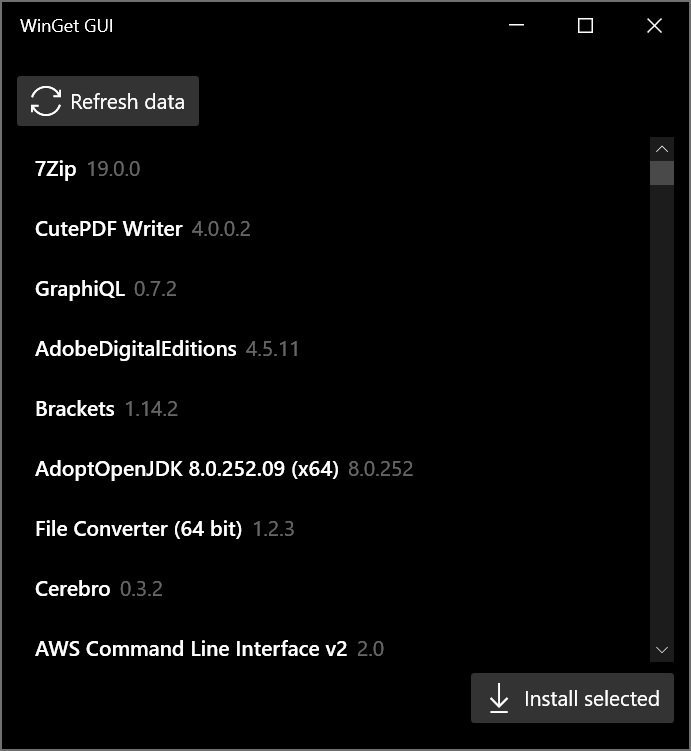 WinGet GUI
Refresh data
7Zip 19.0.0
CutePDF Writer 4.0.0.2
GraphiQL 0.7.2
AdobeDigitalEditions 4.5.11
Brackets 1.14.2
AdoptOpenJDK 8.0.252.09 (x64) 8.0.252
File Converter (64 bit) 1.2.3
Cerebro 0.3.2
AWS Command Line Interface v2 2.0
Install selected